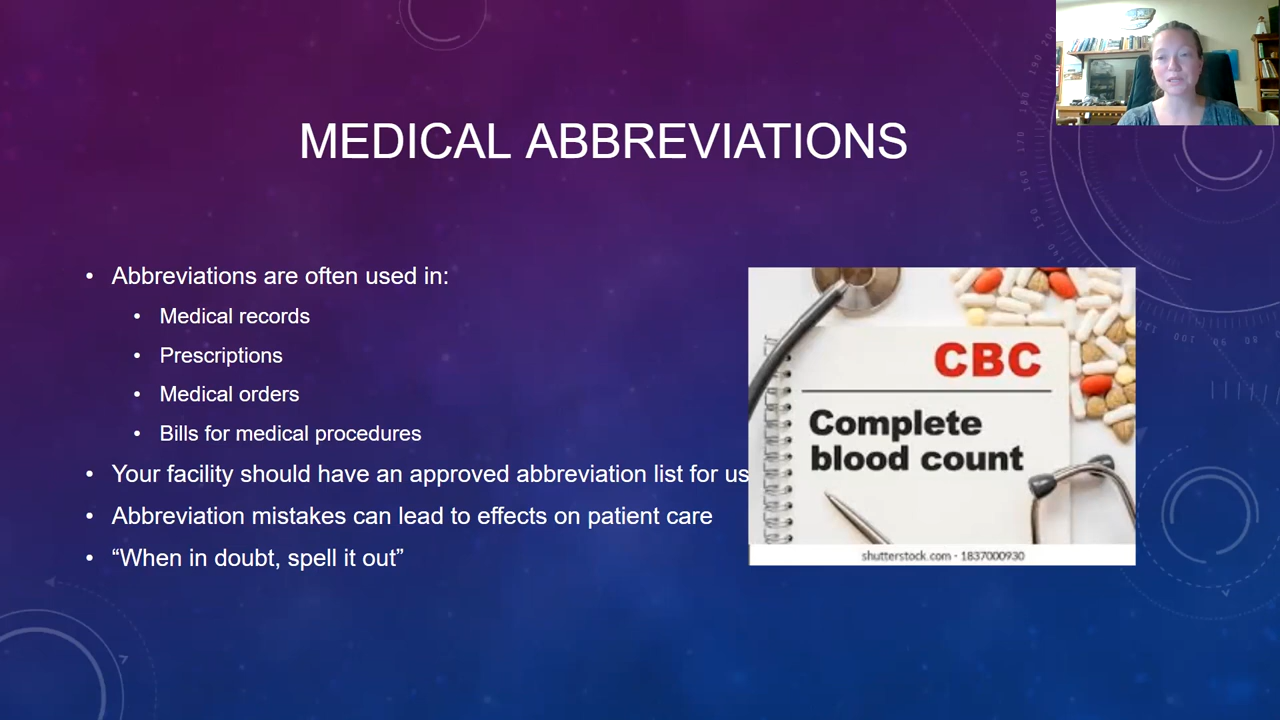 MEDICAL ABBREVIATIONS
• Abbreviations are often used in:
• Medical records
• Prescriptions
• Medical orders
• Bills for medical procedures
• Your facility should have an approved abbreviation list for us
• Abbreviation mistakes can lead to effects on patient care
• “When in doubt, spell it out”
CBC
Complete
blood count
shutterstock.com · 1837000930